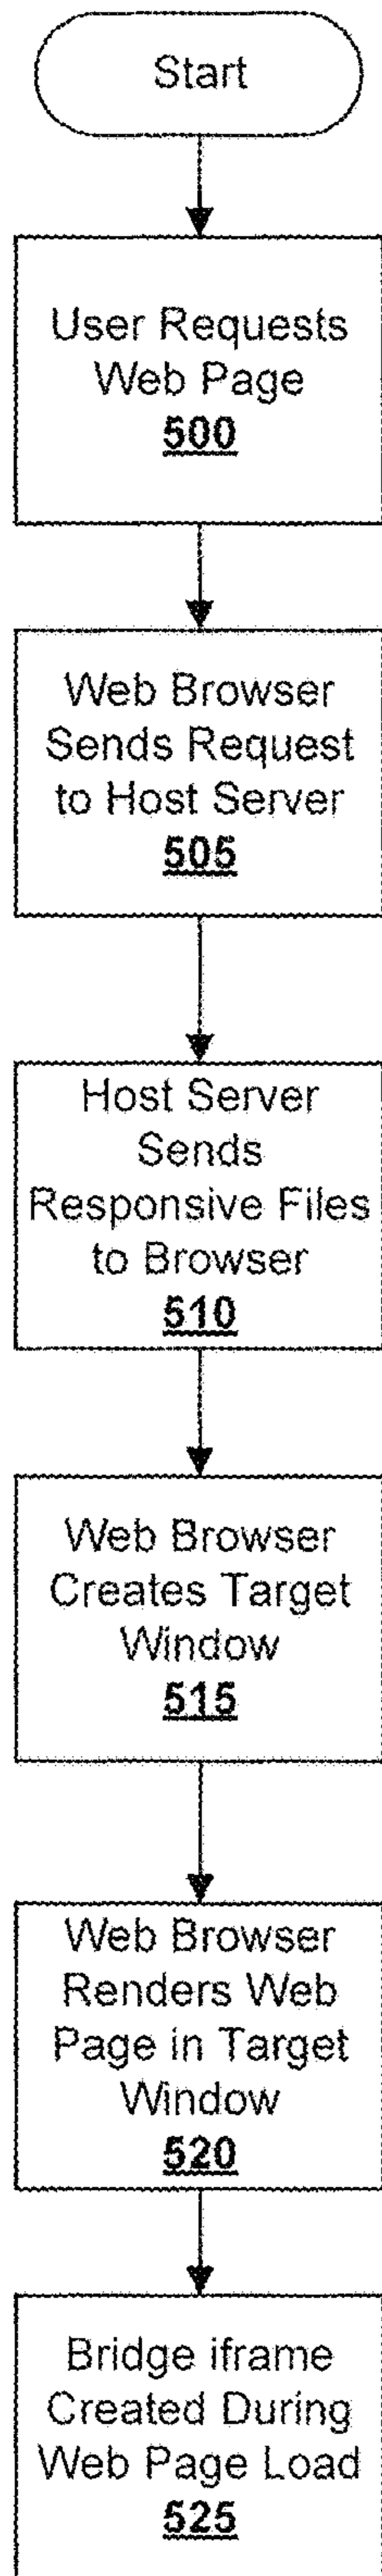 Start
User Requests
Web Page
500
Web Browser
Sends Request
to Host Server
505
Host Server
Sends
Responsive Files
to Browser
510
Web Browser
Creates Target
Window
515
Web Browser
Renders Web
Page in Target
Window
520
Bridge iframe
Created During
Web Page Load
525